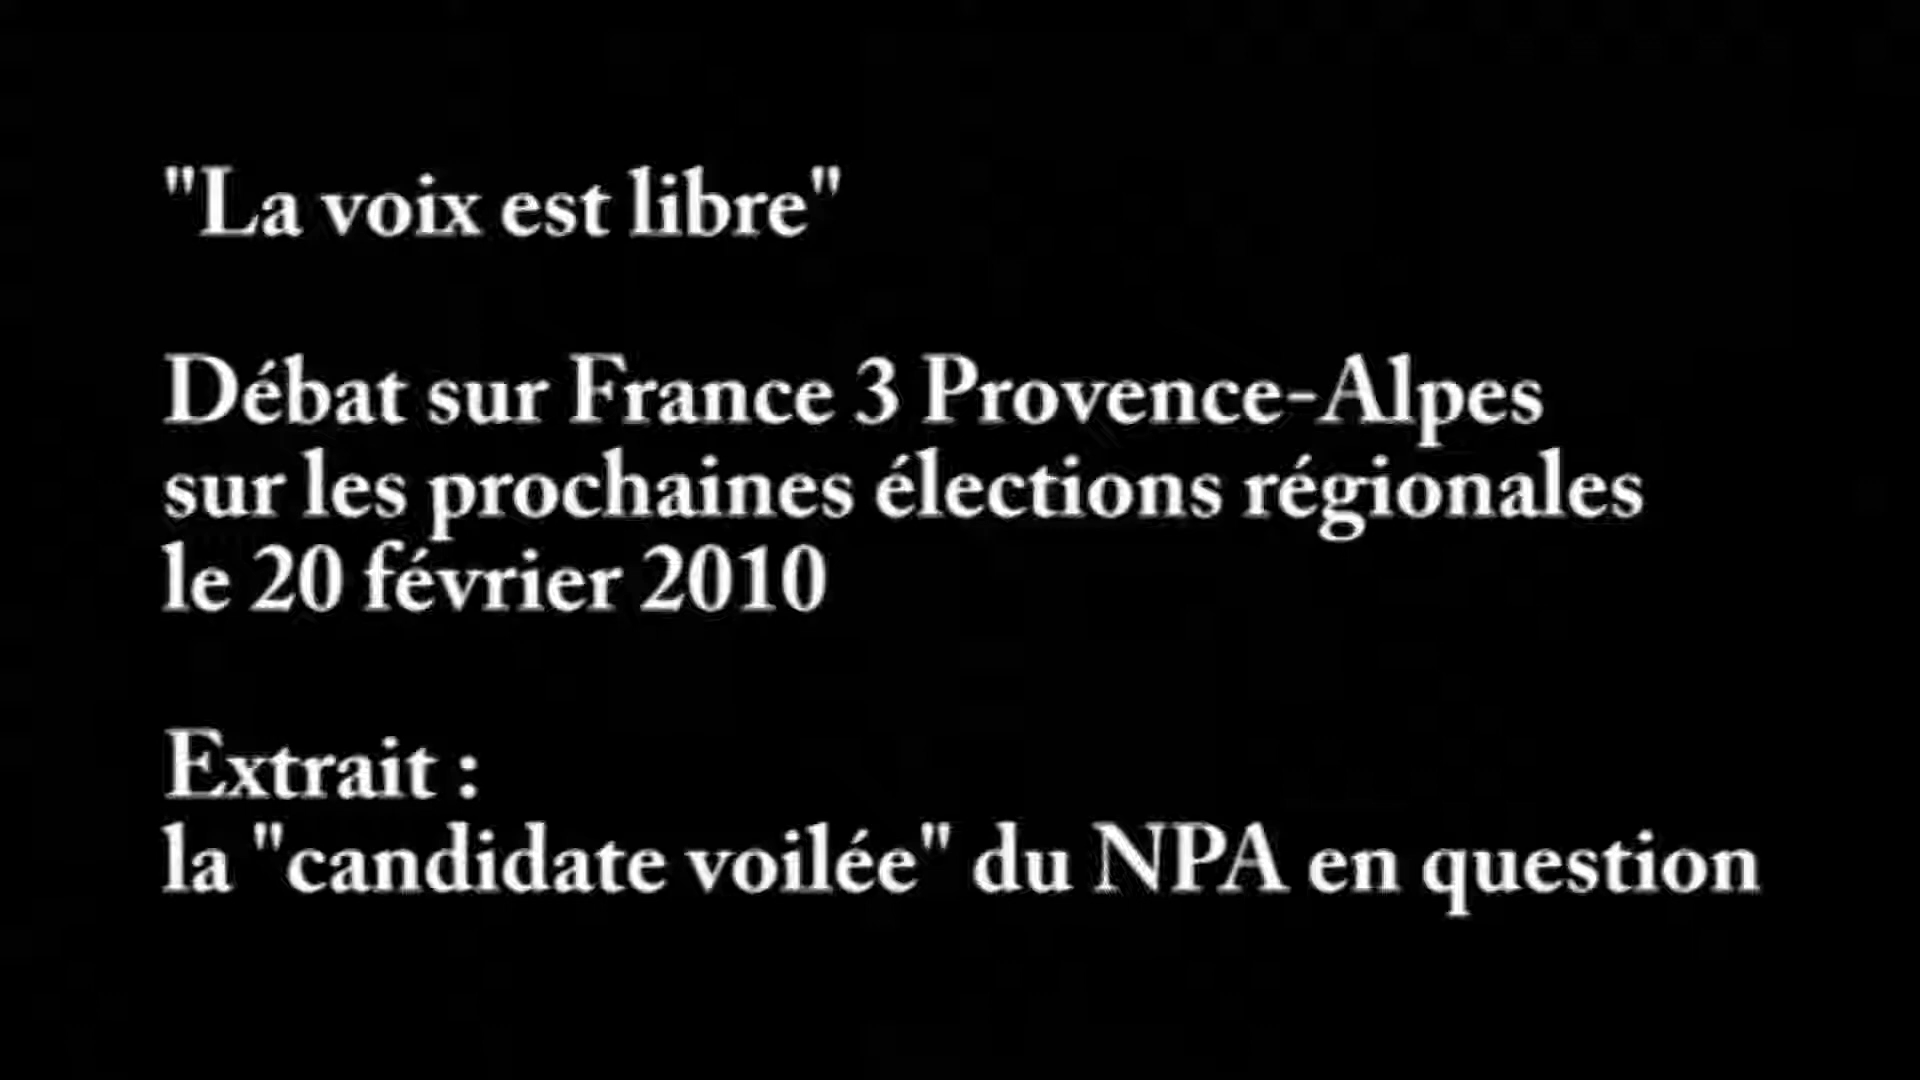 "La voix est libre"
Débat sur France 3 Provence-Alpes
sur les prochaines élections régionales
le 20 février 2010
Extrait :
la "candidate voilée" du NPA en question